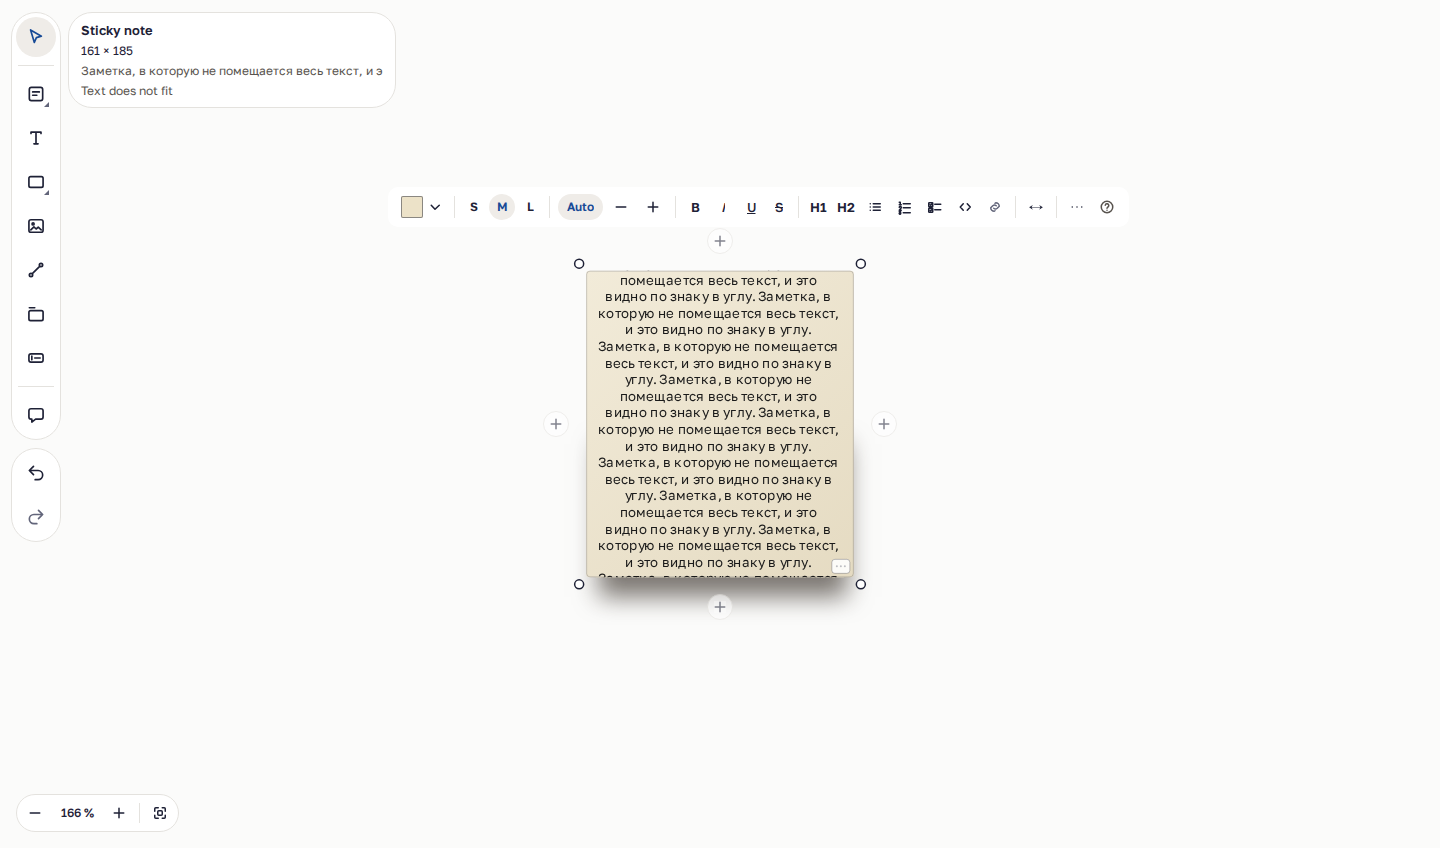 Sticky note
161 × 185
Заметка, в которую не помещается весь текст, и э
Text does not fit
S M L Auto B I U S H1 H2
помещается весь текст, и это
видно по знаку в углу. Заметка, в
которую не помещается весь текст,
и это видно по знаку в углу.
Заметка, в которую не помещается
весь текст, и это видно по знаку в
углу. Заметка, в которую не
помещается весь текст, и это
видно по знаку в углу. Заметка, в
которую не помещается весь текст,
и это видно по знаку в углу.
Заметка, в которую не помещается
весь текст, и это видно по знаку в
углу. Заметка, в которую не
помещается весь текст, и это
видно по знаку в углу. Заметка, в
которую не помещается весь текст,
и это видно по знаку в углу.
Заметка, в которую не помещается
166 %